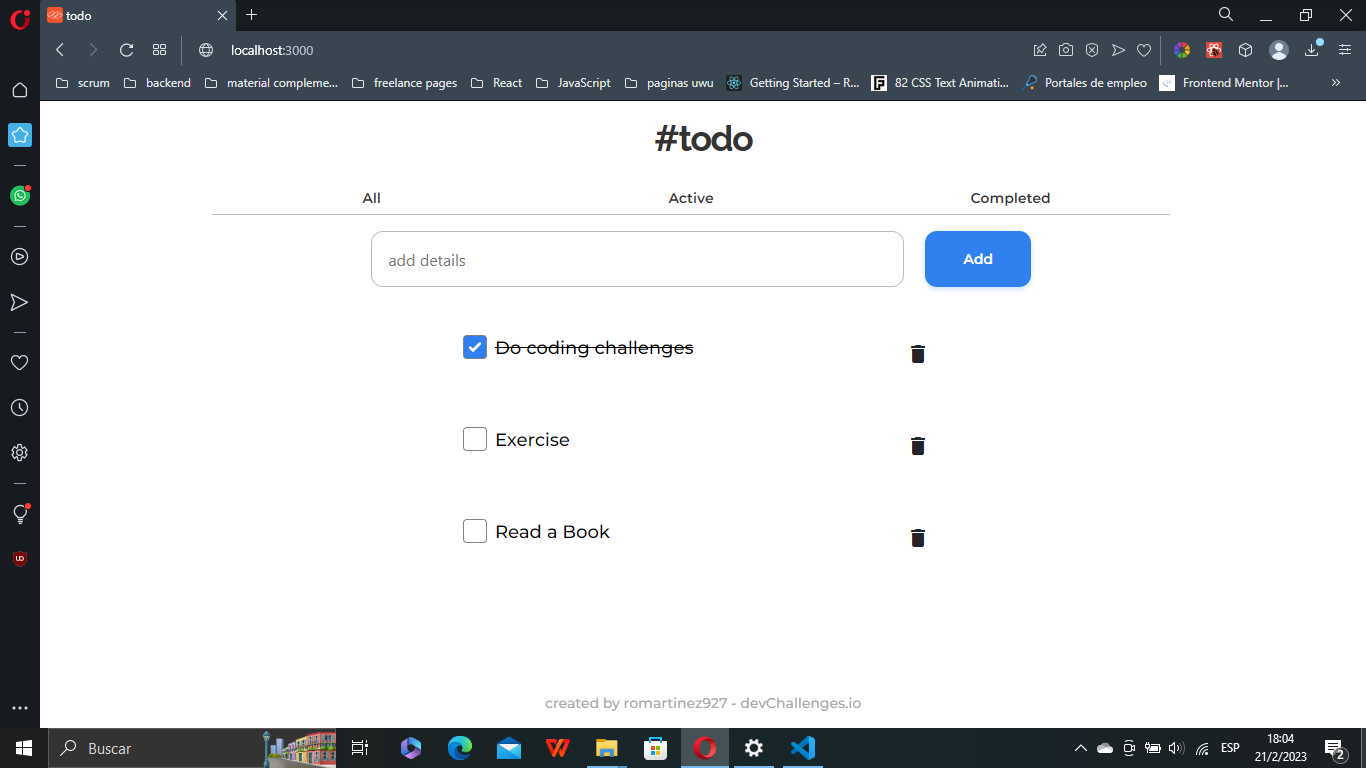 todo
localhost:3000
scrum backend material compleme... freelance pages React JavaScript paginas uwu Getting Started – R... 82 CSS Text Animati... Portales de empleo Frontend Mentor |...
#todo
All Active Completed
add details Add
Do coding challenges
Exercise
Read a Book
created by romartinez927 - devChallenges.io
Buscar
ESP
18:04
21/2/2023
2